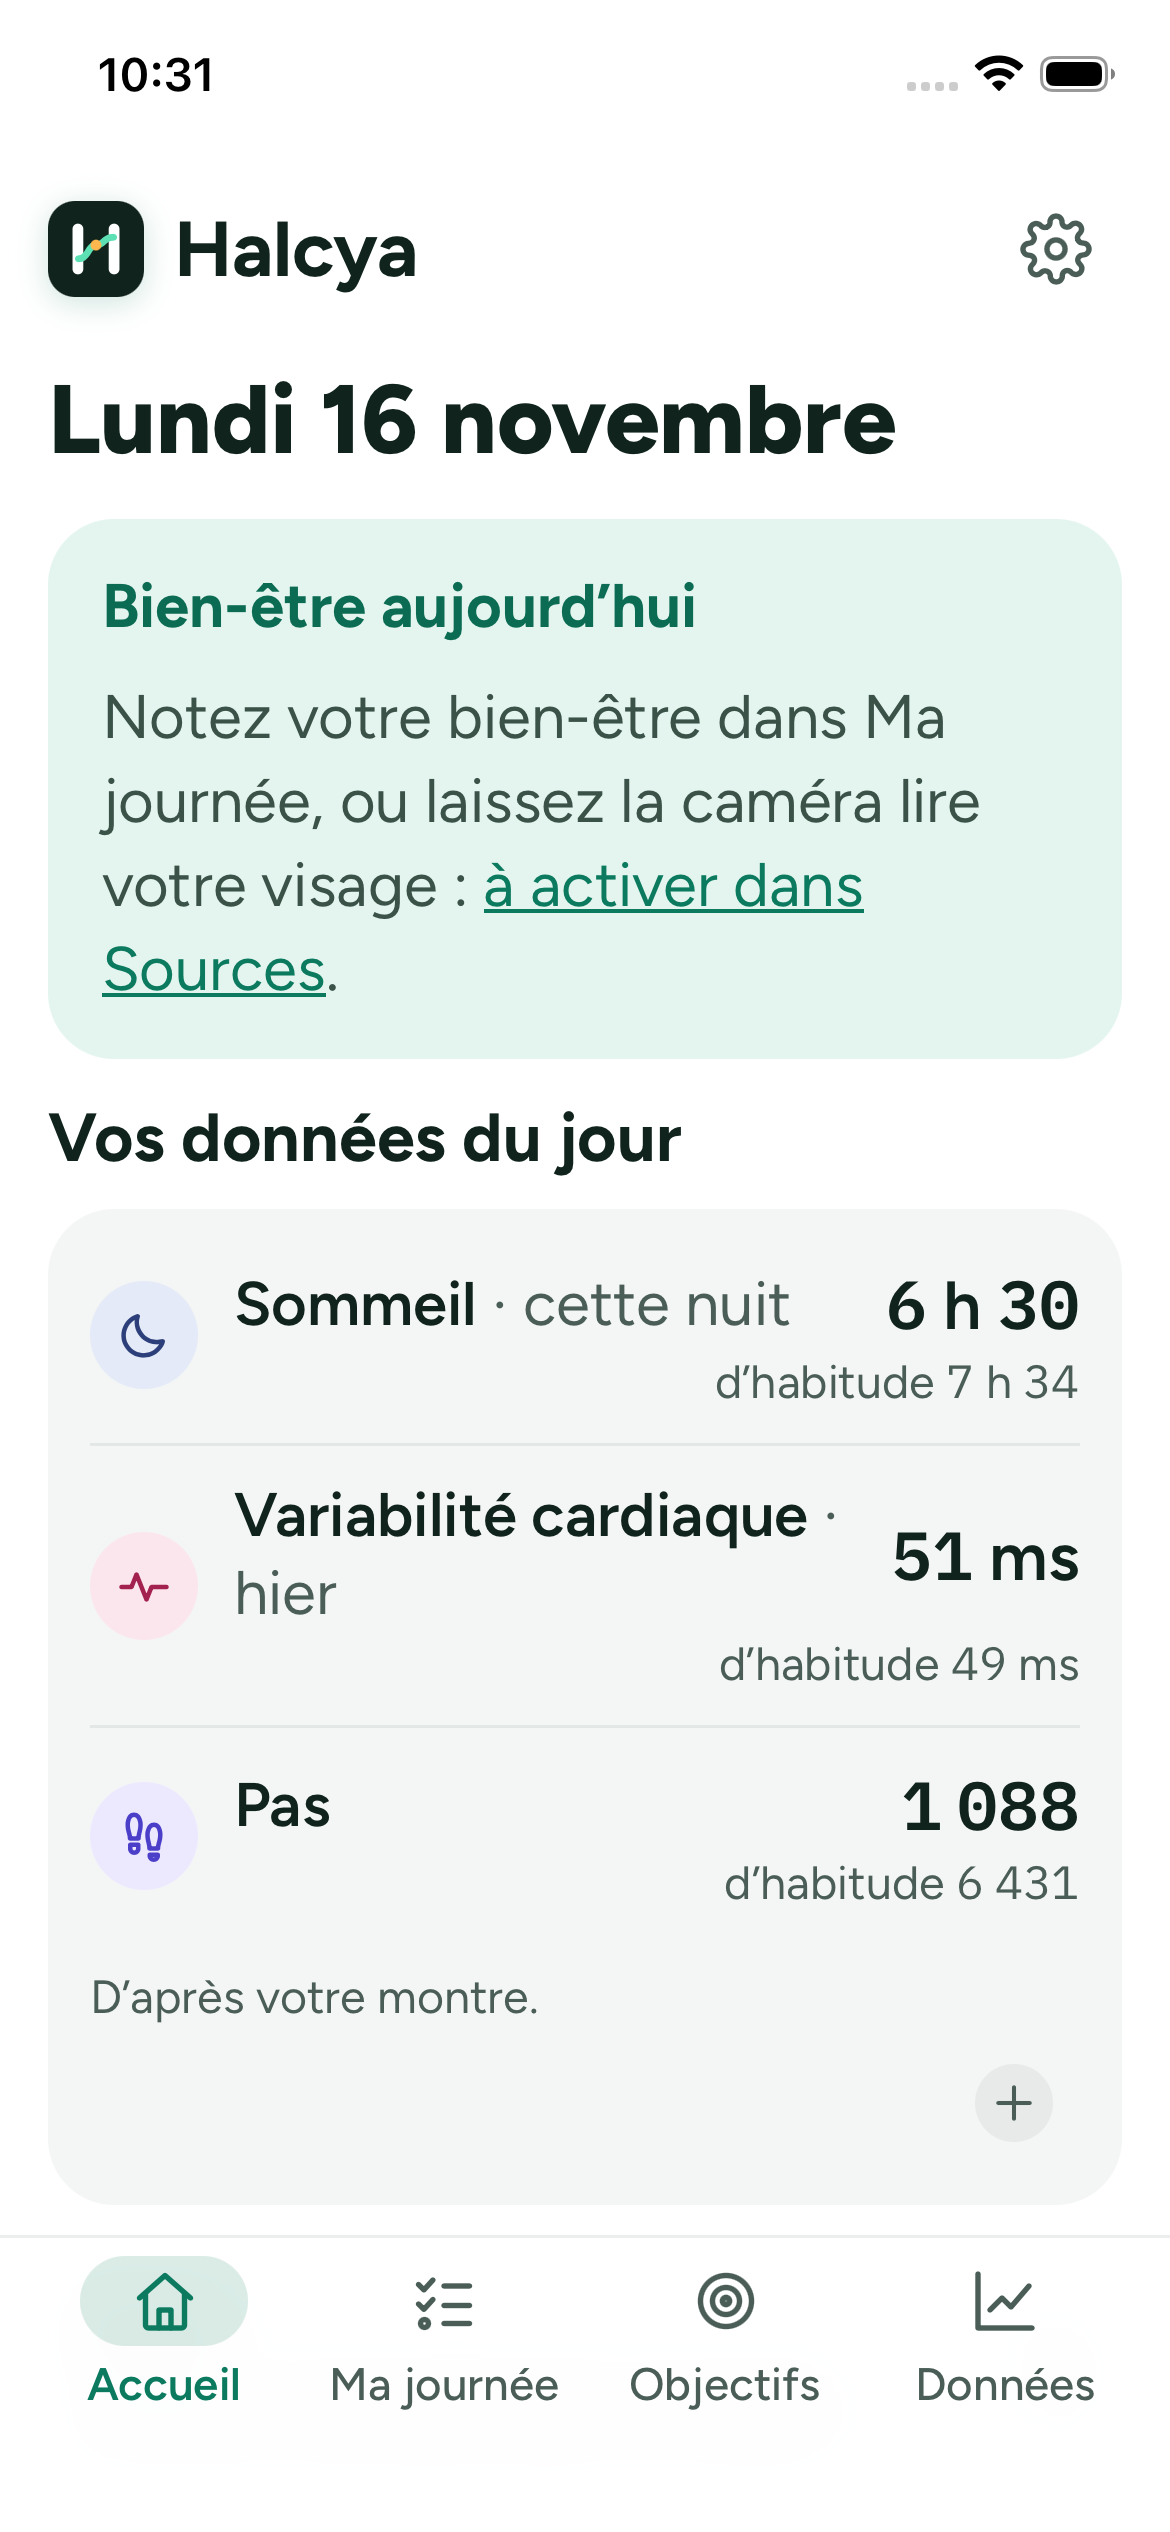 10:31
Halcya
Lundi 16 novembre
Bien-être aujourd’hui
Notez votre bien-être dans Ma
journée, ou laissez la caméra lire
votre visage : à activer dans
Sources.
Vos données du jour
Sommeil · cette nuit 6 h 30
d’habitude 7 h 34
Variabilité cardiaque ·
hier
51 ms
d’habitude 49 ms
Pas 1 088
d’habitude 6 431
D’après votre montre.
Accueil Ma journée Objectifs Données